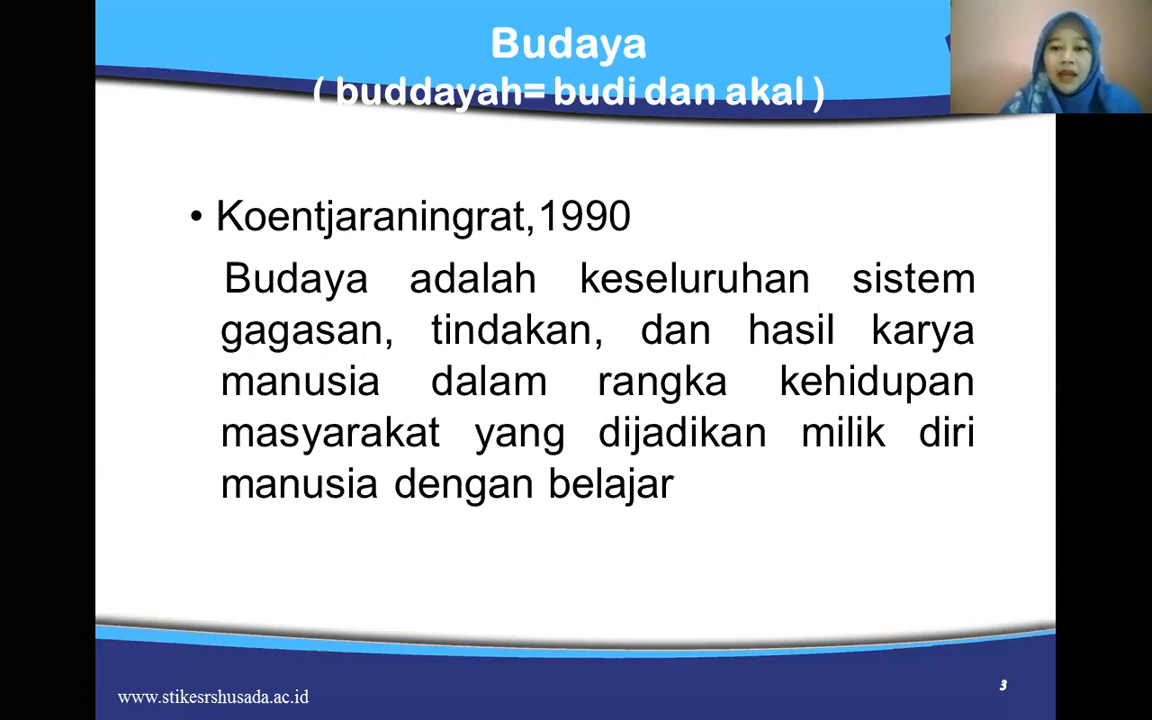 Budaya
( buddayah= budi dan akal )
• Koentjaraningrat,1990
Budaya adalah keseluruhan sistem
gagasan, tindakan, dan hasil karya
manusia dalam rangka kehidupan
masyarakat yang dijadikan milik diri
manusia dengan belajar
www.stikesrshusada.ac.id
3